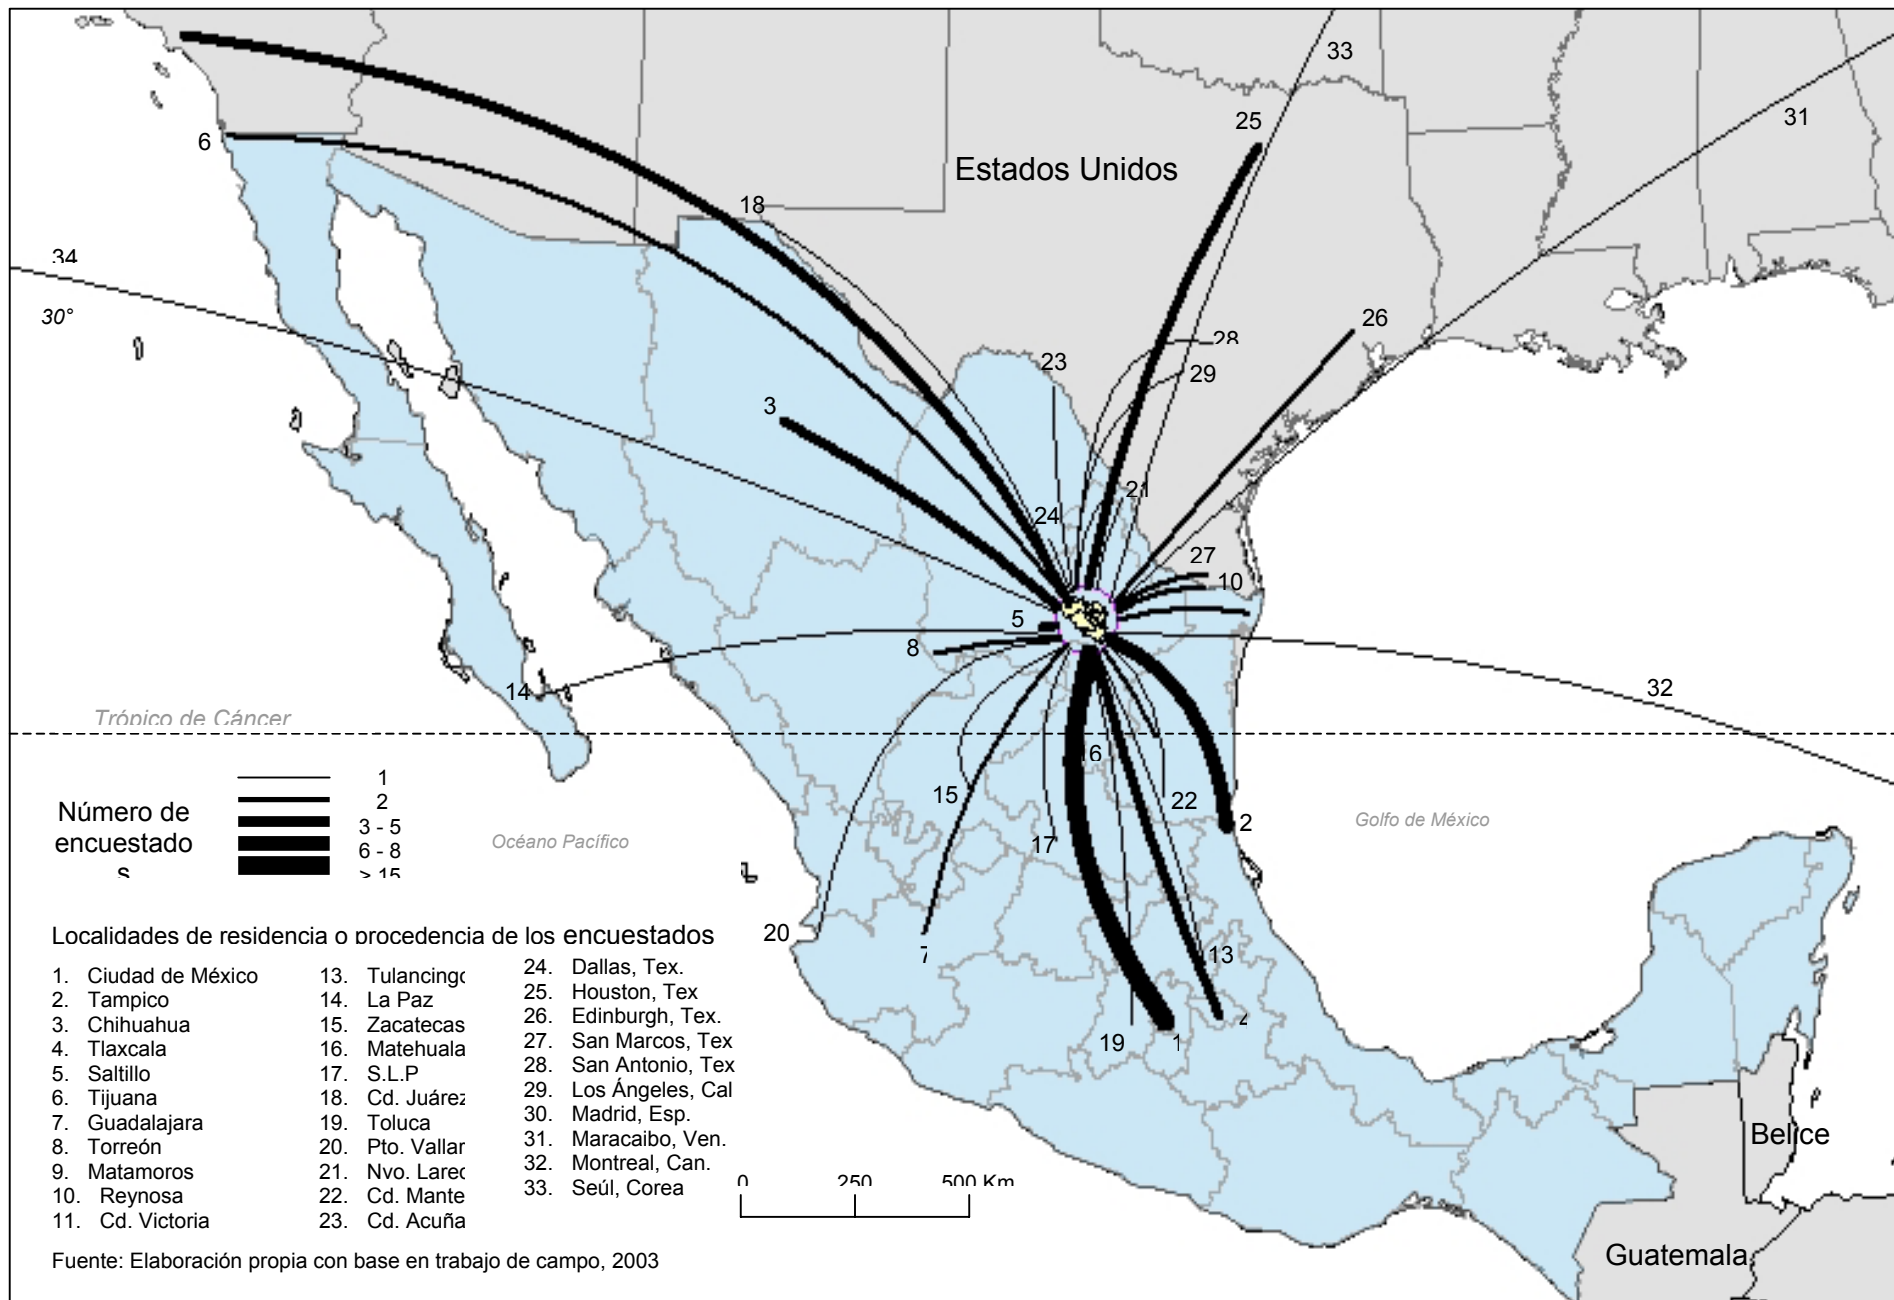 33
31
25
6
Estados Unidos
18
34
30°
26
28
23
29
3
21
24
27
10
5
8
14
32
Trópico de Cáncer
16
1
Número de
encuestado
s
2
3 - 5
6 - 8
> 15
15
22
2
Golfo de México
Océano Pacífico
17
20
7
13
19
1
Localidades de residencia o procedencia de los encuestados
1. Ciudad de México
2. Tampico
3. Chihuahua
4. Tlaxcala
5. Saltillo
6. Tijuana
7. Guadalajara
8. Torreón
9. Matamoros
10. Reynosa
11. Cd. Victoria
13. Tulancingo
14. La Paz
15. Zacatecas
16. Matehuala
17. S.L.P
18. Cd. Juárez
19. Toluca
20. Pto. Vallar
21. Nvo. Lared
22. Cd. Mante
23. Cd. Acuña
24. Dallas, Tex.
25. Houston, Tex
26. Edinburgh, Tex.
27. San Marcos, Tex
28. San Antonio, Tex
29. Los Ángeles, Cal
30. Madrid, Esp.
31. Maracaibo, Ven.
32. Montreal, Can.
33. Seúl, Corea
0 250 500 Km
Belice
Guatemala
Fuente: Elaboración propia con base en trabajo de campo, 2003